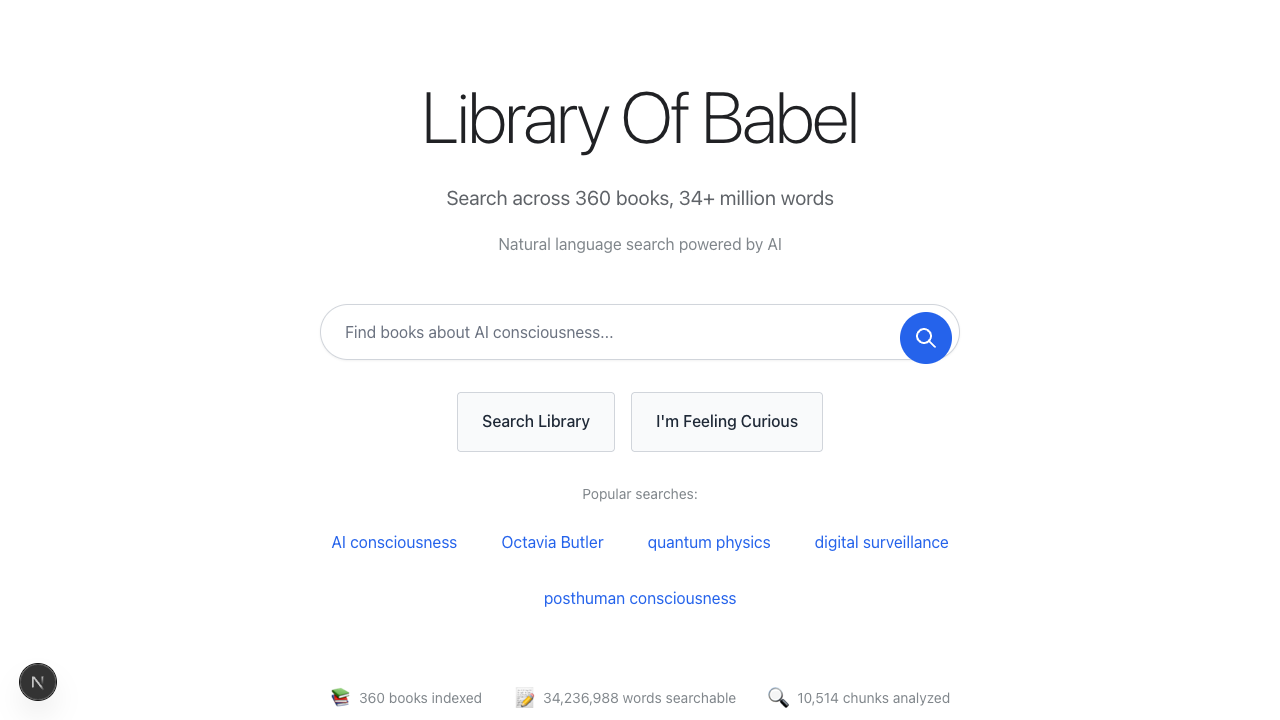 Library Of Babel
Search across 360 books, 34+ million words
Natural language search powered by AI
Find books about AI consciousness...
Search Library
I'm Feeling Curious
Popular searches:
AI consciousness
Octavia Butler
quantum physics
digital surveillance
posthuman consciousness
N
360 books indexed
34,236,988 words searchable
10,514 chunks analyzed